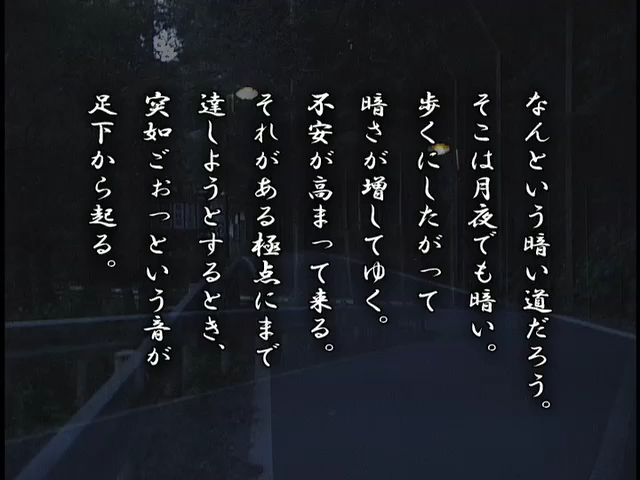 なんという暗い道だろう。
そこは月夜でも暗い。
歩くにしたがって
暗さが増してゆく。
不安が高まって来る。
それがある極点にまで
達しようとするとき、
突如ごおっという音が
足下から起る。